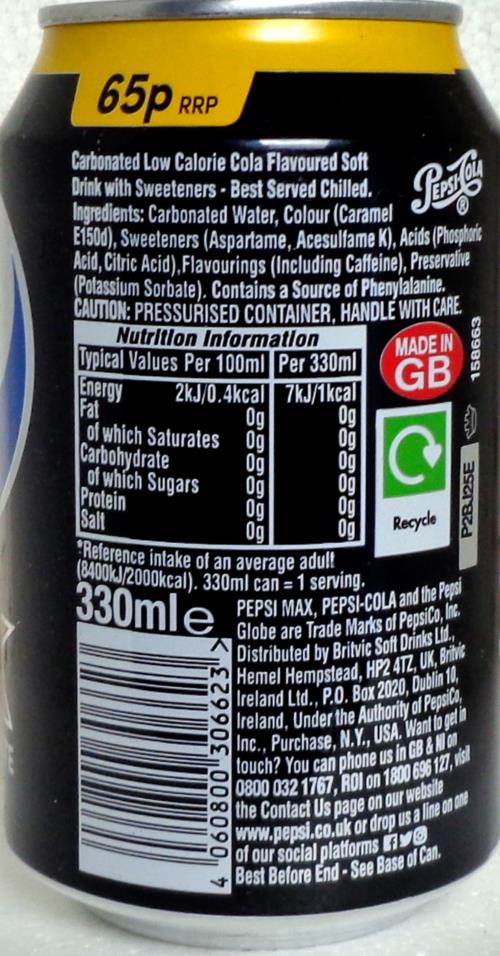 65p RRP
Carbonated Low Calorie Cola Flavoured Soft
Drink with Sweeteners - Best Served Chilled.
PEPSI-COLA
®
Ingredients: Carbonated Water, Colour (Caramel
E150d), Sweeteners (Aspartame, Acesulfame K), Acids (Phosphoric
Acid, Citric Acid), Flavourings (Including Caffeine), Preservative
(Potassium Sorbate). Contains a Source of Phenylalanine.
CAUTION: PRESSURISED CONTAINER, HANDLE WITH CARE.
Nutrition Information
Typical Values Per 100ml Per 330ml
Energy 2kJ/0.4kcal 7kJ/1kcal
Fat 0g 0g
of which Saturates 0g 0g
Carbohydrate 0g 0g
of which Sugars 0g 0g
Protein 0g 0g
Salt 0g 0g
MADE IN
GB
158663
Recycle
P2BJ25E
*Reference intake of an average adult
(8400kJ/2000kcal). 330ml can = 1 serving.
330ml e
PEPSI MAX, PEPSI-COLA and the Pepsi
Globe are Trade Marks of PepsiCo, Inc.
Distributed by Britvic Soft Drinks Ltd.,
Hemel Hempstead, HP2 4TZ, UK, Britvic
Ireland Ltd., P.O. Box 2020, Dublin 10,
Ireland, Under the Authority of PepsiCo,
Inc., Purchase, N.Y., USA. Want to get in
touch? You can phone us in GB & NI on
0800 032 1767, ROI on 1800 696 127, visit
the Contact Us page on our website
www.pepsi.co.uk or drop us a line on one
of our social platforms
Best Before End - See Base of Can.
4 060800 306623 >